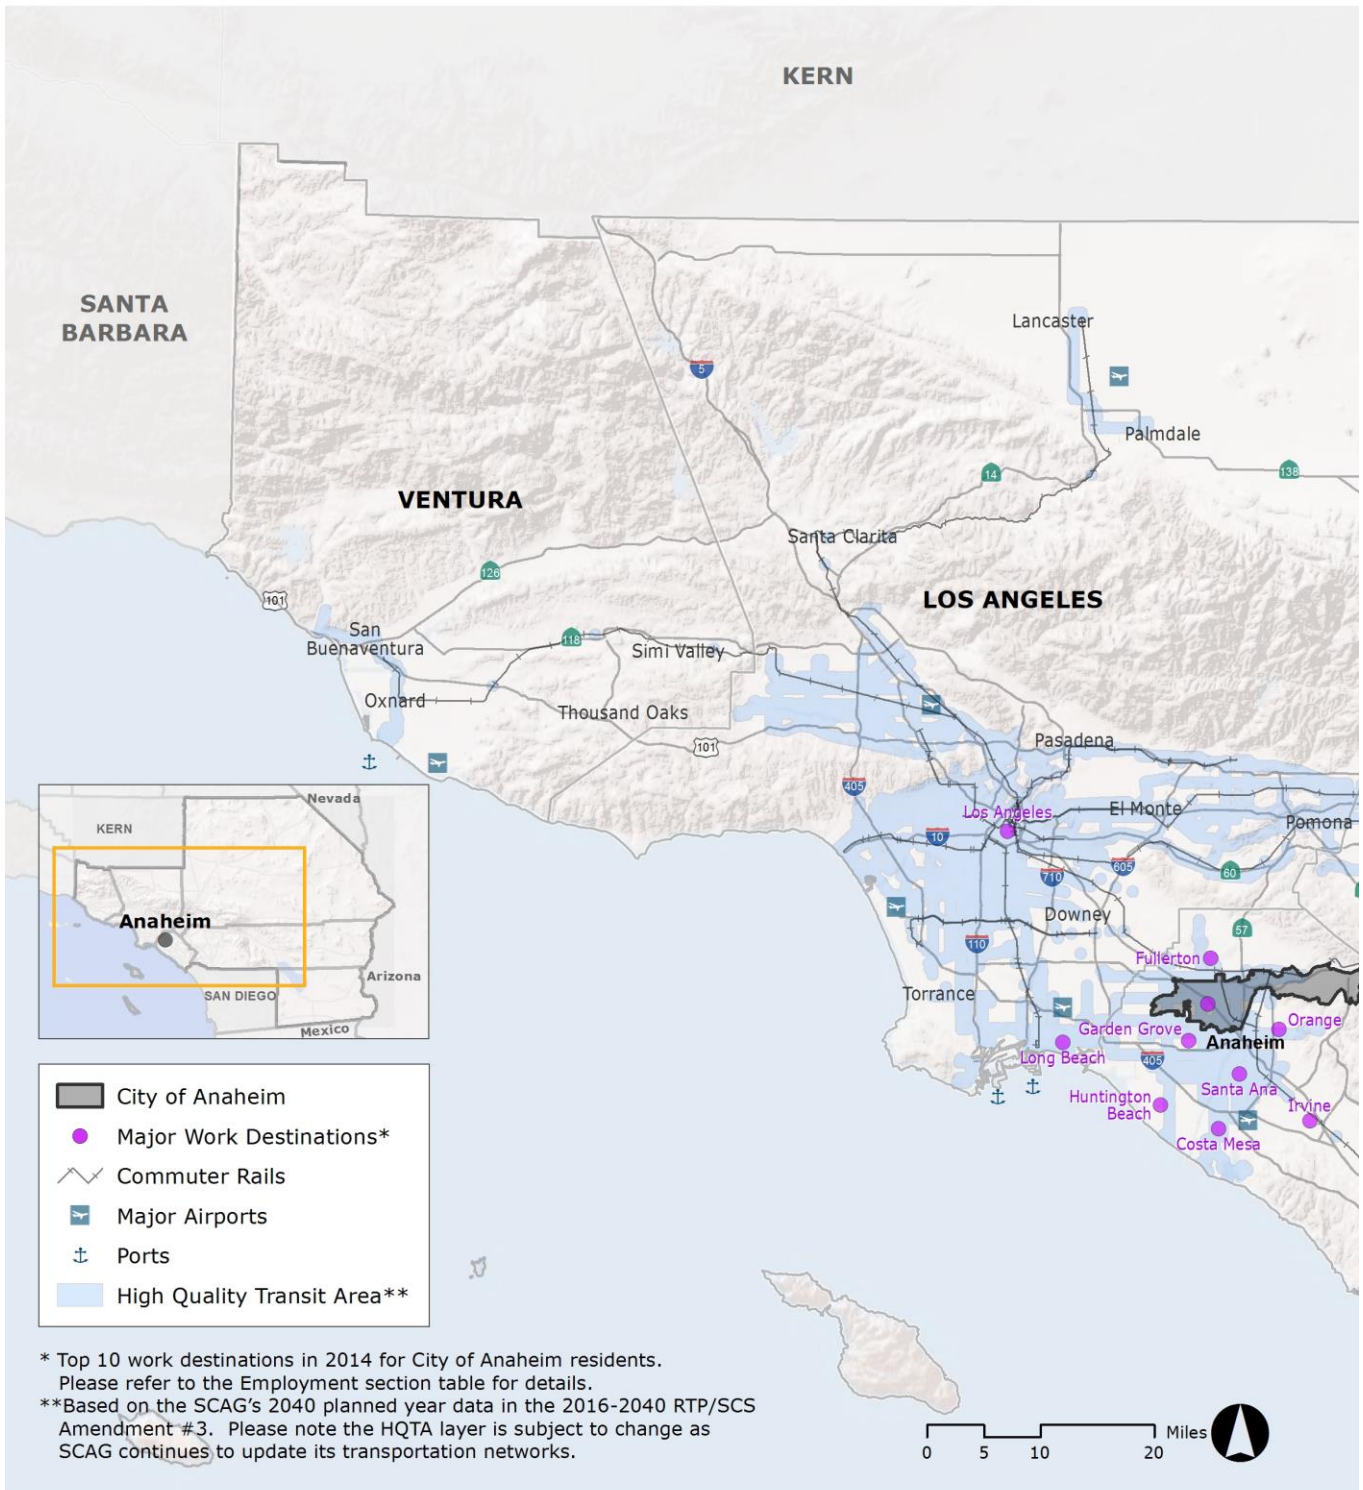 KERN
SANTA
BARBARA
Lancaster
5
Palmdale
14
138
VENTURA
Santa Clarita
126
LOS ANGELES
101
San
Buenaventura
118
Simi Valley
Oxnard
Thousand Oaks
101
Pasadena
405
Los Angeles
El Monte
10
Pomona
710
605
60
Downey
57
110
Fullerton
Torrance
Garden Grove
Orange
Anaheim
Long Beach
405
Santa Ana
Huntington
Beach
Irvine
Costa Mesa
Nevada
KERN
Anaheim
Arizona
SAN DIEGO
Mexico
City of Anaheim
Major Work Destinations*
Commuter Rails
Major Airports
Ports
High Quality Transit Area**
* Top 10 work destinations in 2014 for City of Anaheim residents.
Please refer to the Employment section table for details.
**Based on the SCAG's 2040 planned year data in the 2016-2040 RTP/SCS
Amendment #3. Please note the HQTA layer is subject to change as
SCAG continues to update its transportation networks.
Miles
0 5 10 20